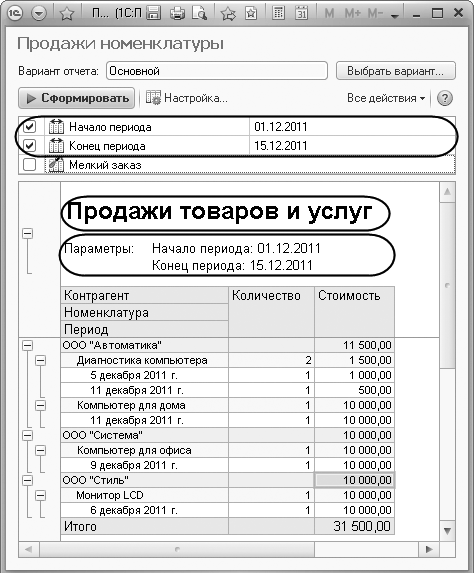 П... (1С:П
M M+ M-
Продажи номенклатуры
Вариант отчета: Основной Выбрать вариант...
Сформировать Настройка... Все действия ?
Начало периода 01.12.2011
Конец периода 15.12.2011
Мелкий заказ
Продажи товаров и услуг
Параметры: Начало периода: 01.12.2011
Конец периода: 15.12.2011
Контрагент Количество Стоимость
Номенклатура
Период
ООО "Автоматика" 11 500,00
Диагностика компьютера 2 1 500,00
5 декабря 2011 г. 1 1 000,00
11 декабря 2011 г. 1 500,00
Компьютер для дома 1 10 000,00
11 декабря 2011 г. 1 10 000,00
ООО "Система" 10 000,00
Компьютер для офиса 1 10 000,00
9 декабря 2011 г. 1 10 000,00
ООО "Стиль" 10 000,00
Монитор LCD 1 10 000,00
6 декабря 2011 г. 1 10 000,00
Итого 31 500,00